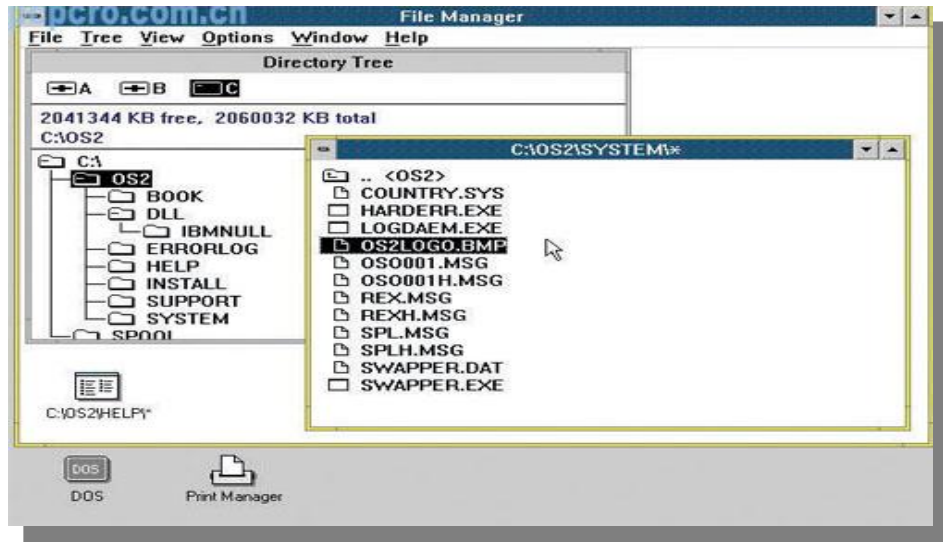 pcro.com.cn
File Manager
File Tree View Options Window Help
Directory Tree
A B C
2041344 KB free, 2060032 KB total
C:\OS2
C:\
OS2
BOOK
DLL
IBMNULL
ERRORLOG
HELP
INSTALL
SUPPORT
SYSTEM
SPOOL
C:\OS2\SYSTEM\*
.. <OS2>
COUNTRY.SYS
HARDERR.EXE
LOGDAEM.EXE
OS2LOGO.BMP
OSO001.MSG
OSO001H.MSG
REX.MSG
REXH.MSG
SPL.MSG
SPLH.MSG
SWAPPER.DAT
SWAPPER.EXE
C:\OS2\HELP\*
DOS
DOS
Print Manager